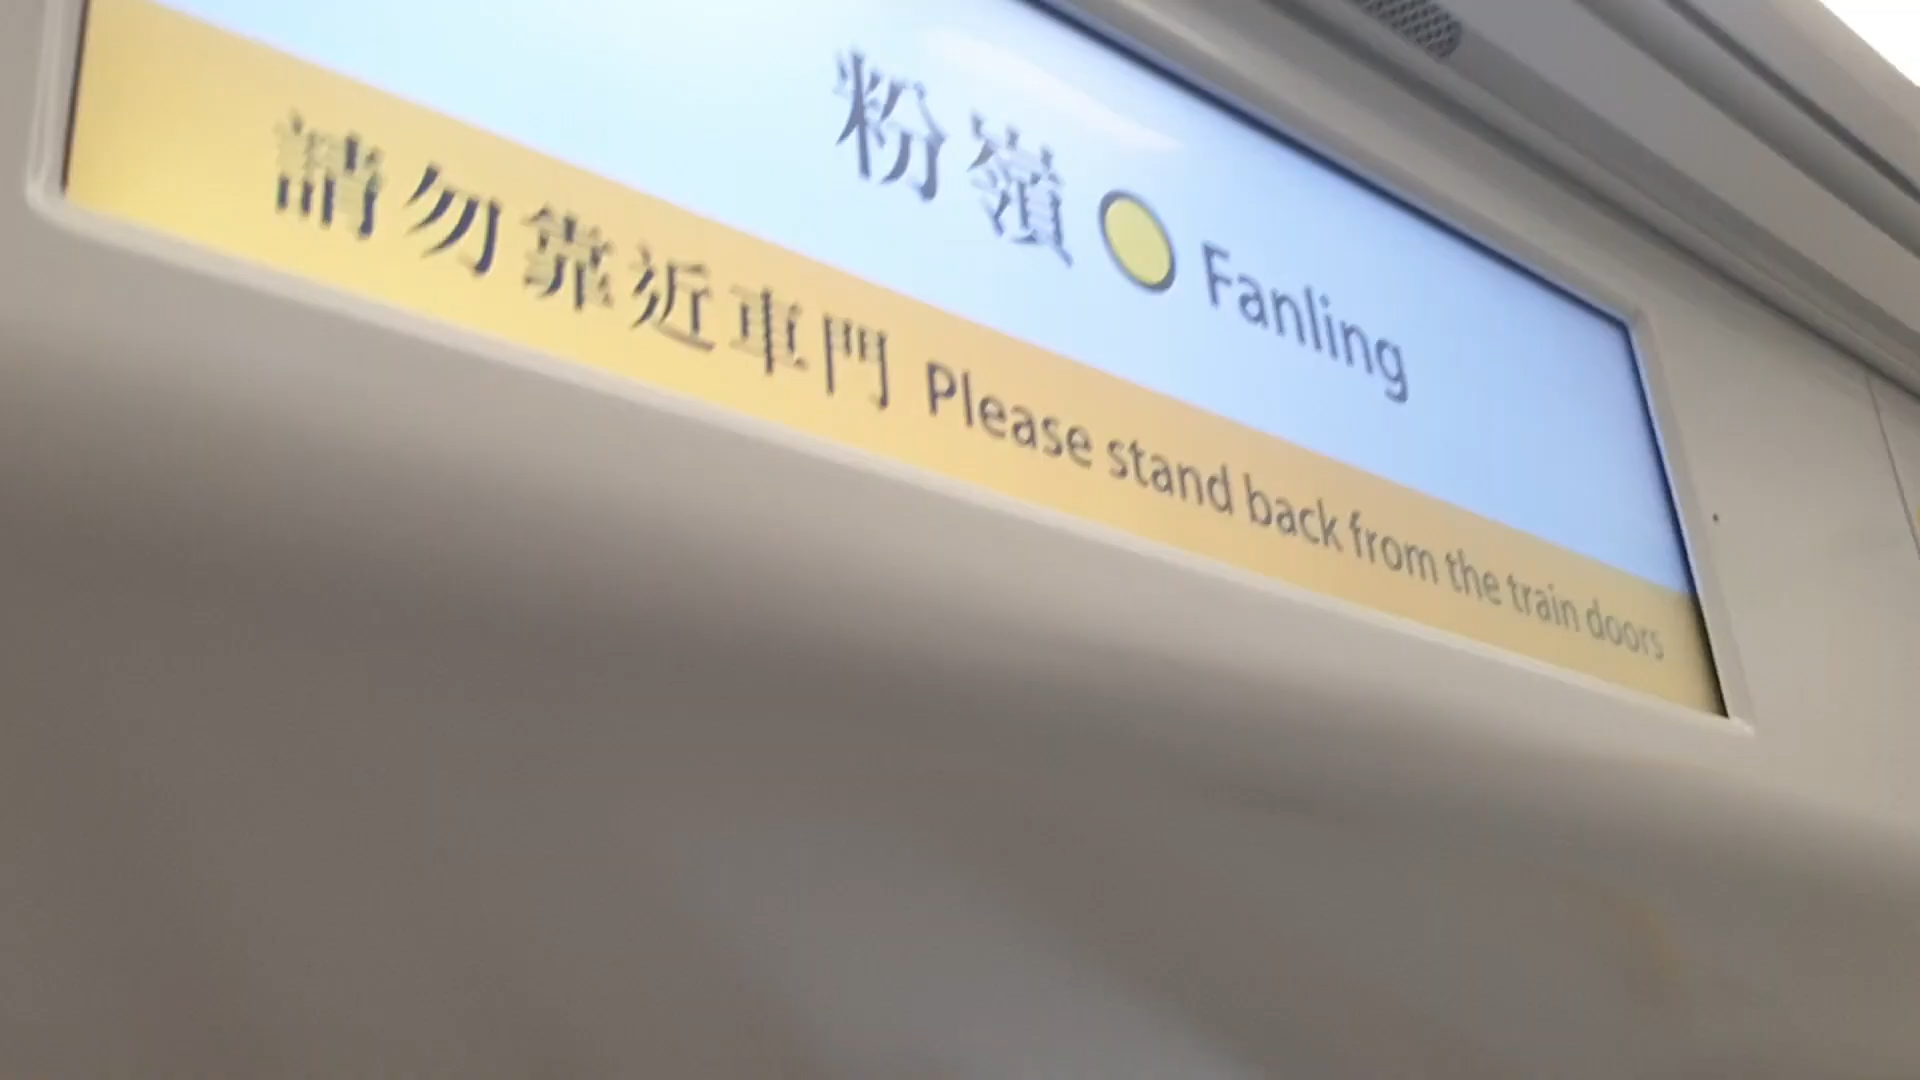 粉嶺 Fanling
請勿靠近車門 Please stand back from the train doors